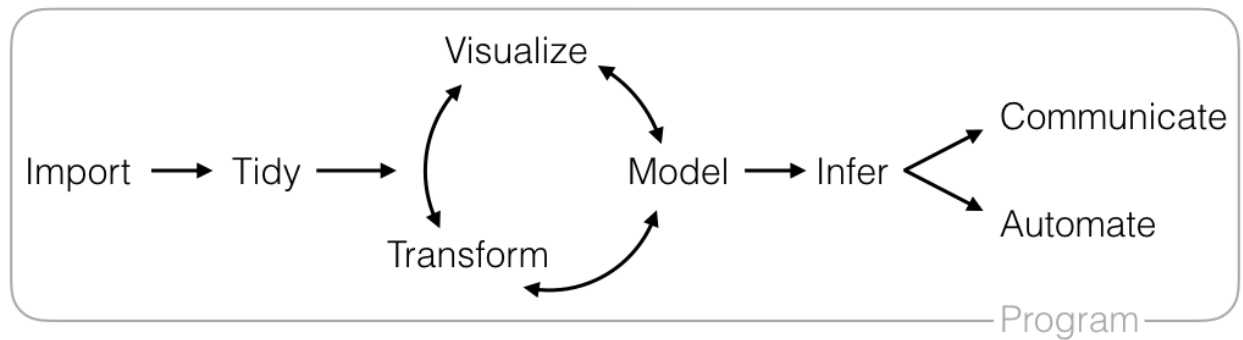 Visualize
Communicate
Import
Tidy
Model
Infer
Automate
Transform
Program